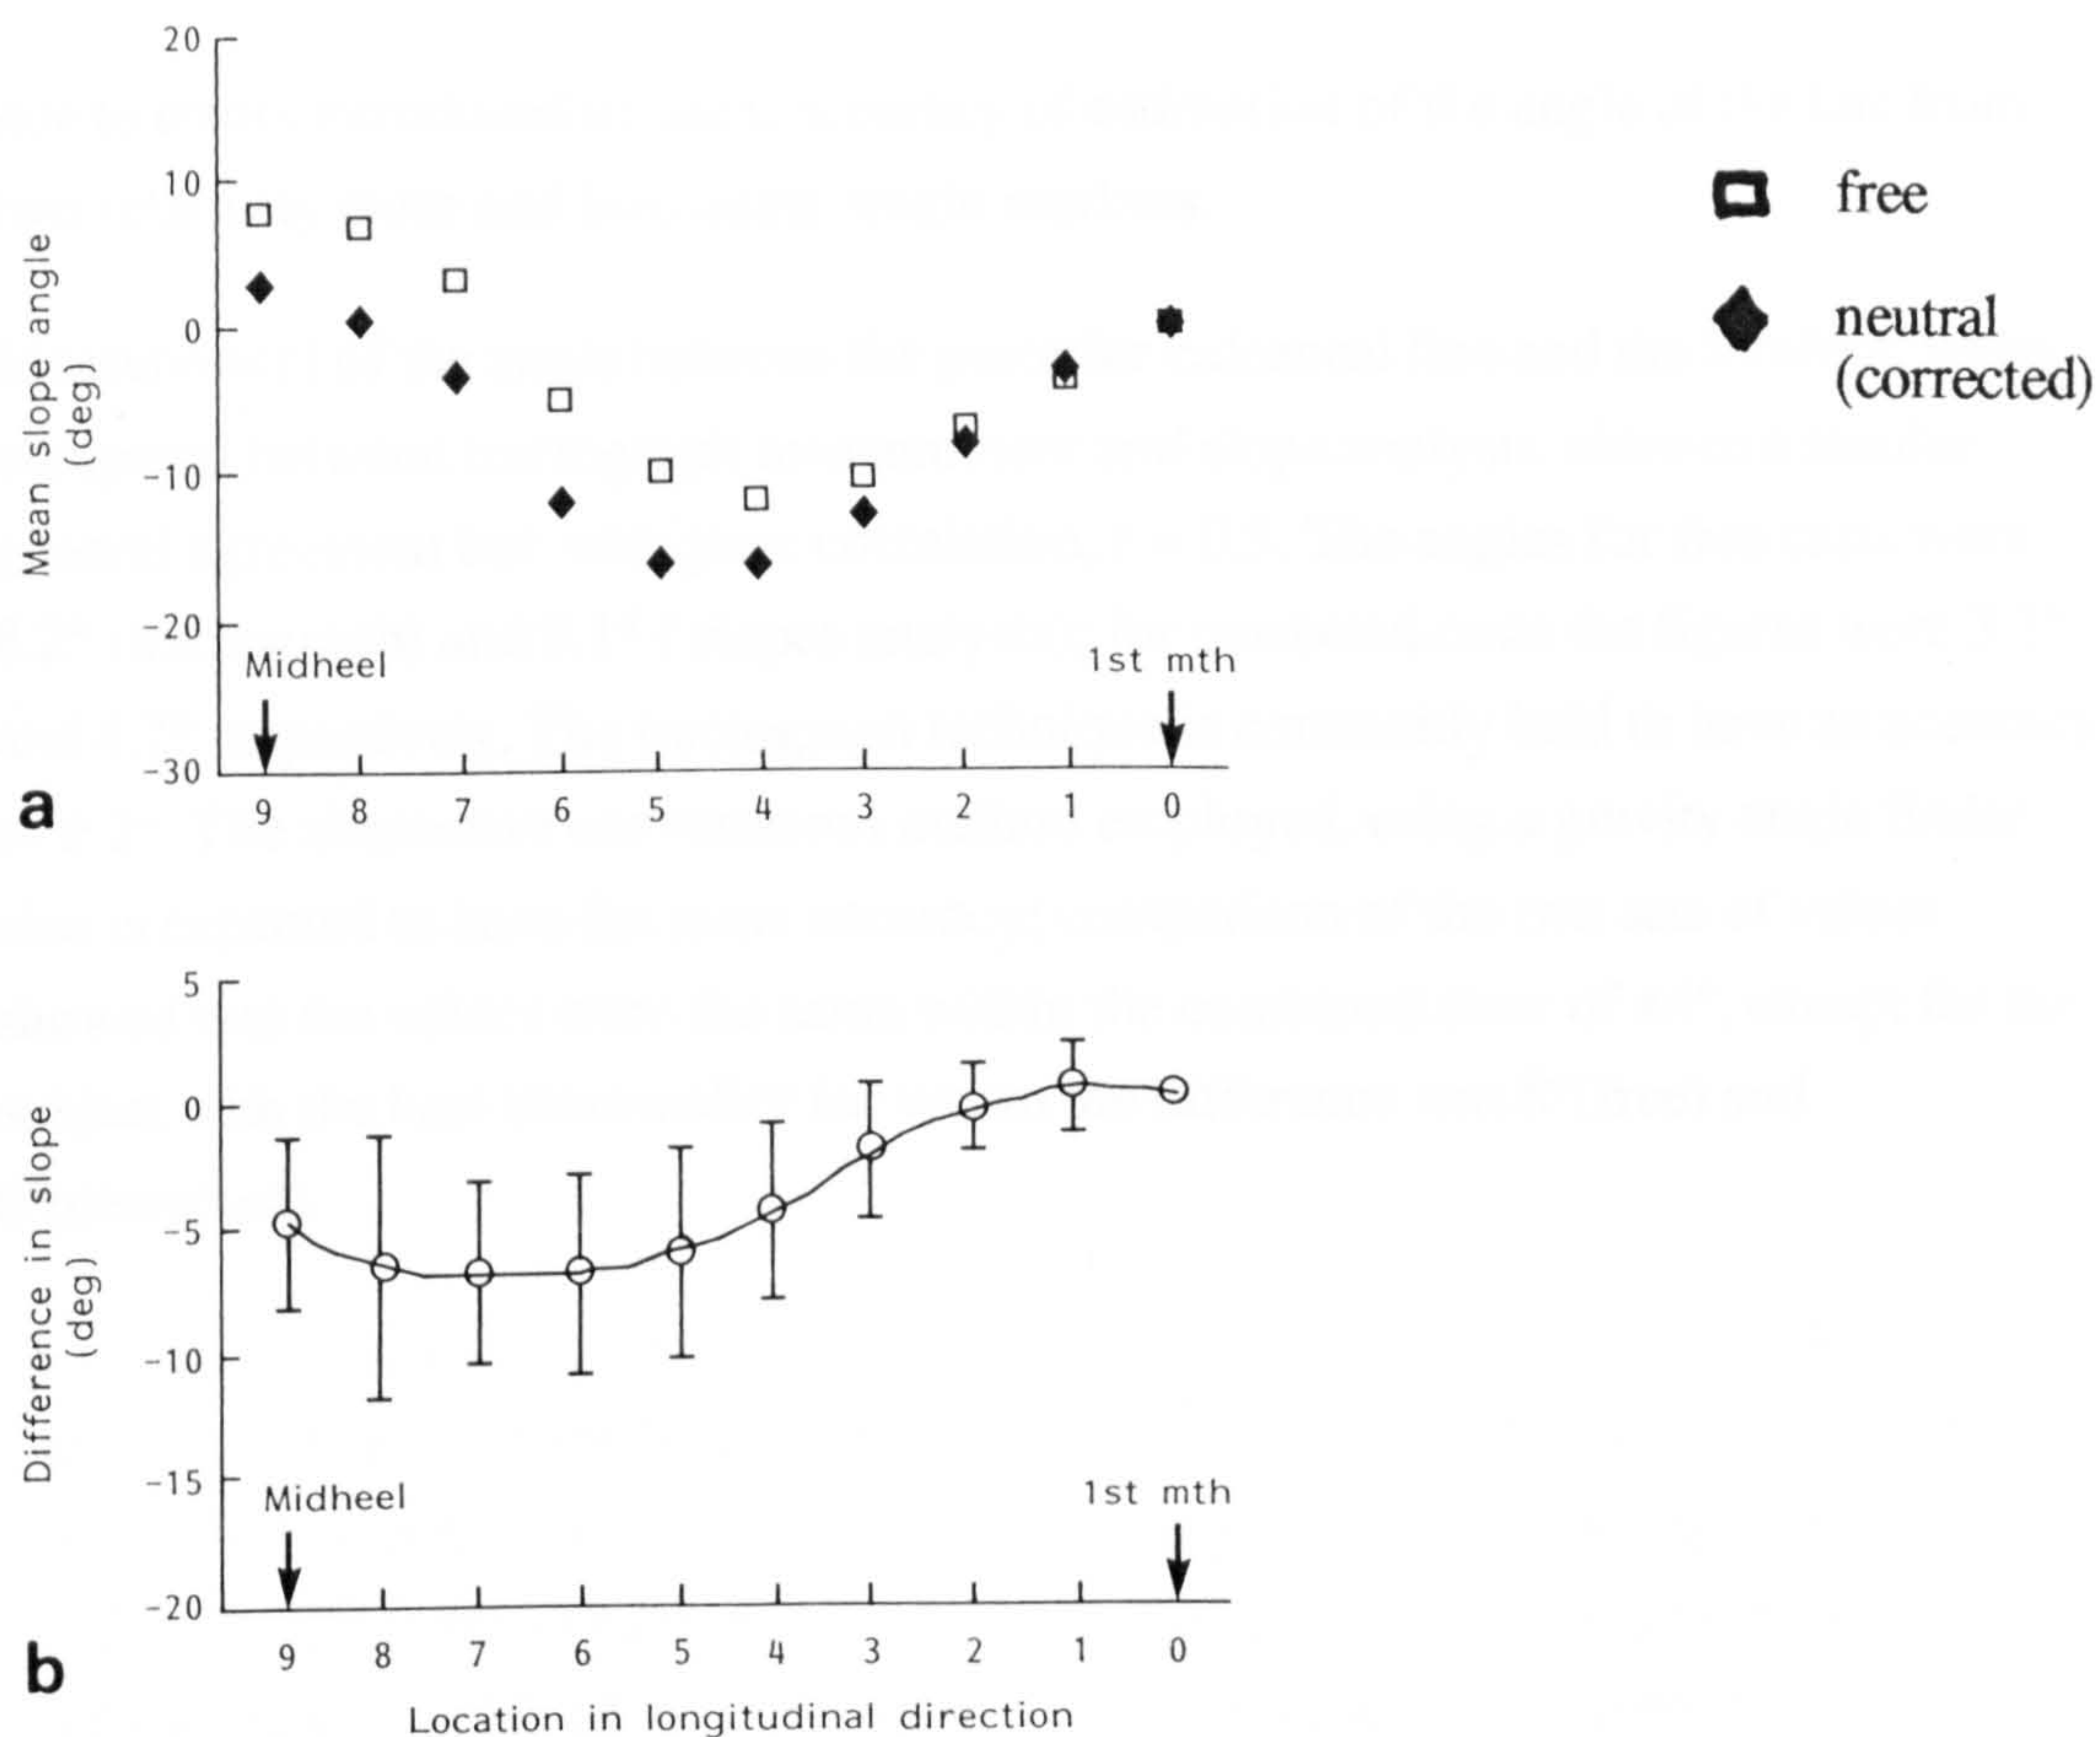 20
10
0
-10
-20
-30
Mean slope angle
(deg)
Midheel
1st mth
9 8 7 6 5 4 3 2 1 0
a
free
neutral
(corrected)
5
0
-5
-10
-15
-20
Difference in slope
(deg)
Midheel
1st mth
9 8 7 6 5 4 3 2 1 0
b
Location in longitudinal direction